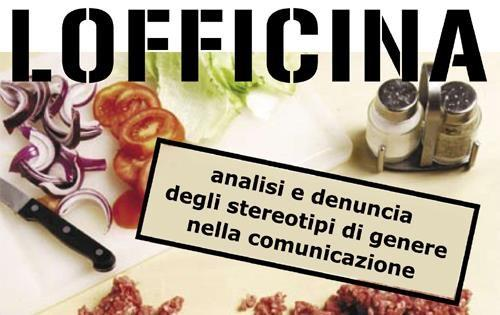 LOFFICINA
analisi e denuncia
degli stereotipi di genere
nella comunicazione